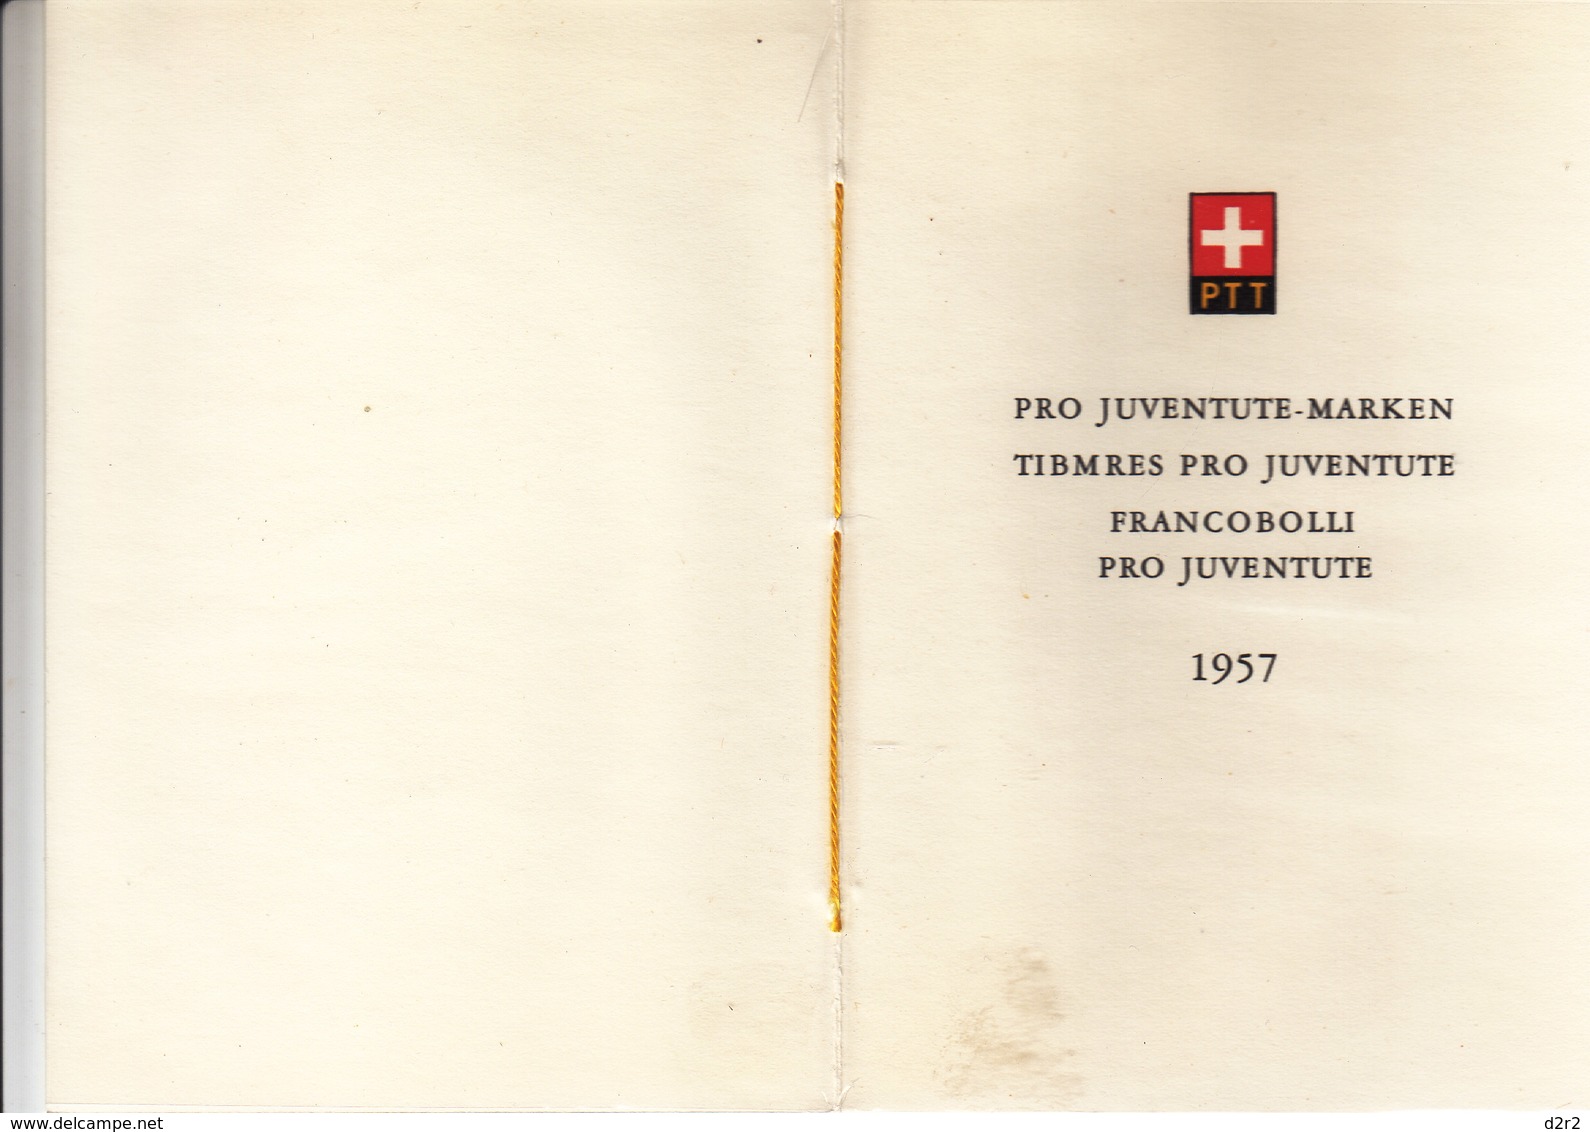 PTT
PRO JUVENTUTE-MARKEN
TIBMRES PRO JUVENTUTE
FRANCOBOLLI
PRO JUVENTUTE
1957
www.delcampe.net
d2r2